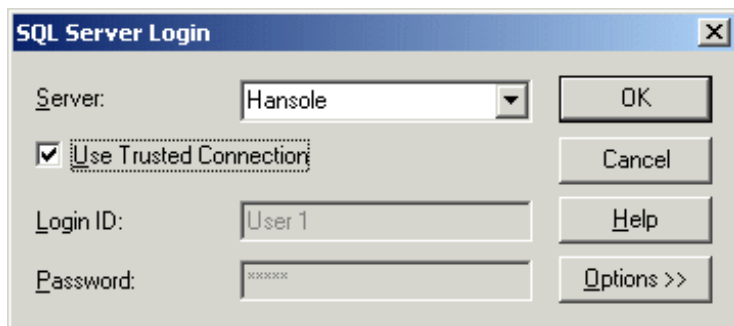 SQL Server Login
Server: Hansole OK
Use Trusted Connection Cancel
Login ID: User 1 Help
Password: ***** Options >>